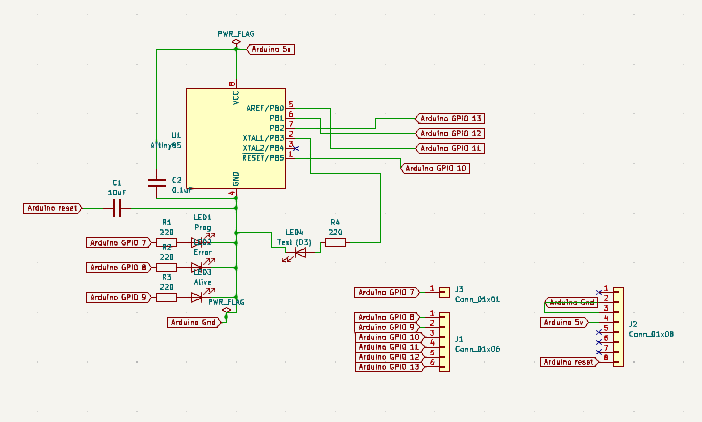 PWR_FLAG
Arduino 5v
8
VCC
AREF/PB0
5
PB1
6
PB2
7
XTAL1/PB3
2
XTAL2/PB4
3
RESET/PB5
1
GND
4
U1
Attiny85
Arduino GPIO 13
Arduino GPIO 12
Arduino GPIO 11
Arduino GPIO 10
C2
0.1uF
C1
10uF
Arduino reset
R1
220
LED1
Prog
Arduino GPIO 7
R2
220
LED2
Error
Arduino GPIO 8
R3
220
LED3
Alive
Arduino GPIO 9
LED4
Test (D3)
R4
220
PWR_FLAG
Arduino Gnd
Arduino GPIO 7
1
J3
Conn_01x01
Arduino GPIO 8
1
Arduino GPIO 9
2
Arduino GPIO 10
3
Arduino GPIO 11
4
Arduino GPIO 12
5
Arduino GPIO 13
6
J1
Conn_01x06
1
Arduino Gnd
2
3
Arduino 5v
4
5
6
7
Arduino reset
8
J2
Conn_01x08